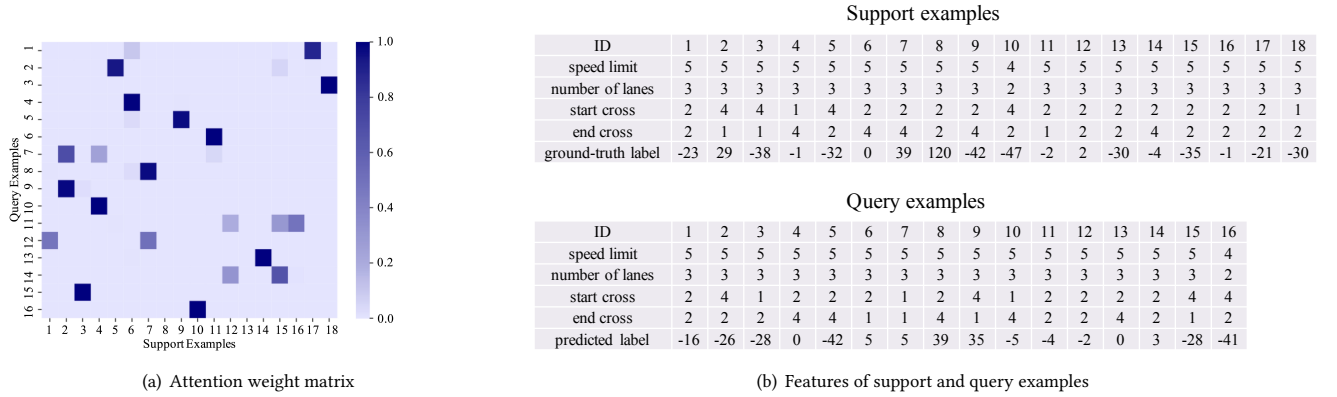 Support examples
ID 1 2 3 4 5 6 7 8 9 10 11 12 13 14 15 16 17 18
speed limit 5 5 5 5 5 5 5 5 5 4 5 5 5 5 5 5 5 5
number of lanes 3 3 3 3 3 3 3 3 3 2 3 3 3 3 3 3 3 3
start cross 2 4 4 1 4 2 2 2 2 4 2 2 2 2 2 2 2 1
end cross 2 1 1 4 2 4 4 2 4 2 1 2 2 4 2 2 2 2
ground-truth label -23 29 -38 -1 -32 0 39 120 -42 -47 -2 2 -30 -4 -35 -1 -21 -30
Query examples
ID 1 2 3 4 5 6 7 8 9 10 11 12 13 14 15 16
speed limit 5 5 5 5 5 5 5 5 5 5 5 5 5 5 5 4
number of lanes 3 3 3 3 3 3 3 3 3 3 3 3 3 3 3 2
start cross 2 4 1 2 2 2 1 2 4 1 2 2 2 2 4 4
end cross 2 2 2 4 4 1 1 4 1 4 2 2 4 2 1 2
predicted label -16 -26 -28 0 -42 5 5 39 35 -5 -4 -2 0 3 -28 -41
Query Examples
1
2
3
4
5
6
7
8
9
10
11
12
13
14
15
16
1 2 3 4 5 6 7 8 9 10 11 12 13 14 15 16 17 18
Support Examples
1.0
0.8
0.6
0.4
0.2
0.0
(a) Attention weight matrix
(b) Features of support and query examples